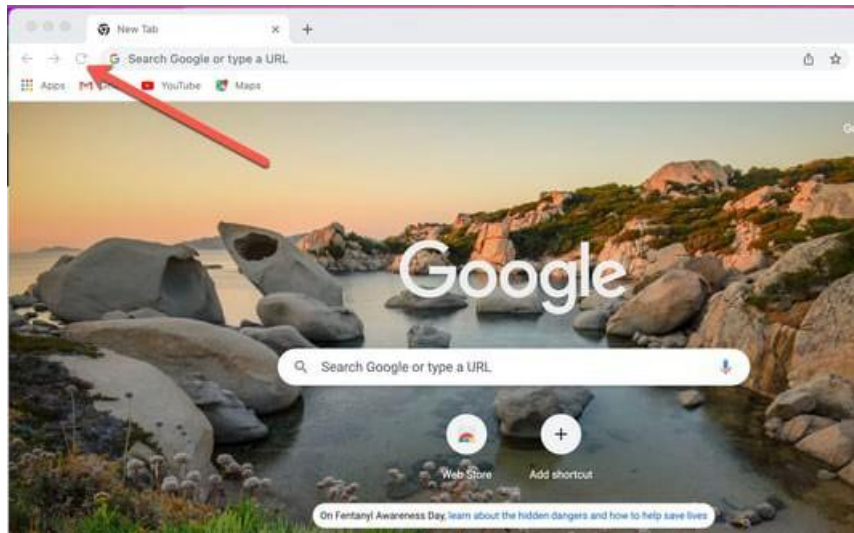 New Tab
Search Google or type a URL
Apps YouTube Maps
Google
Search Google or type a URL
Web Store Add shortcut
On Fentanyl Awareness Day, learn about the hidden dangers and how to help save lives